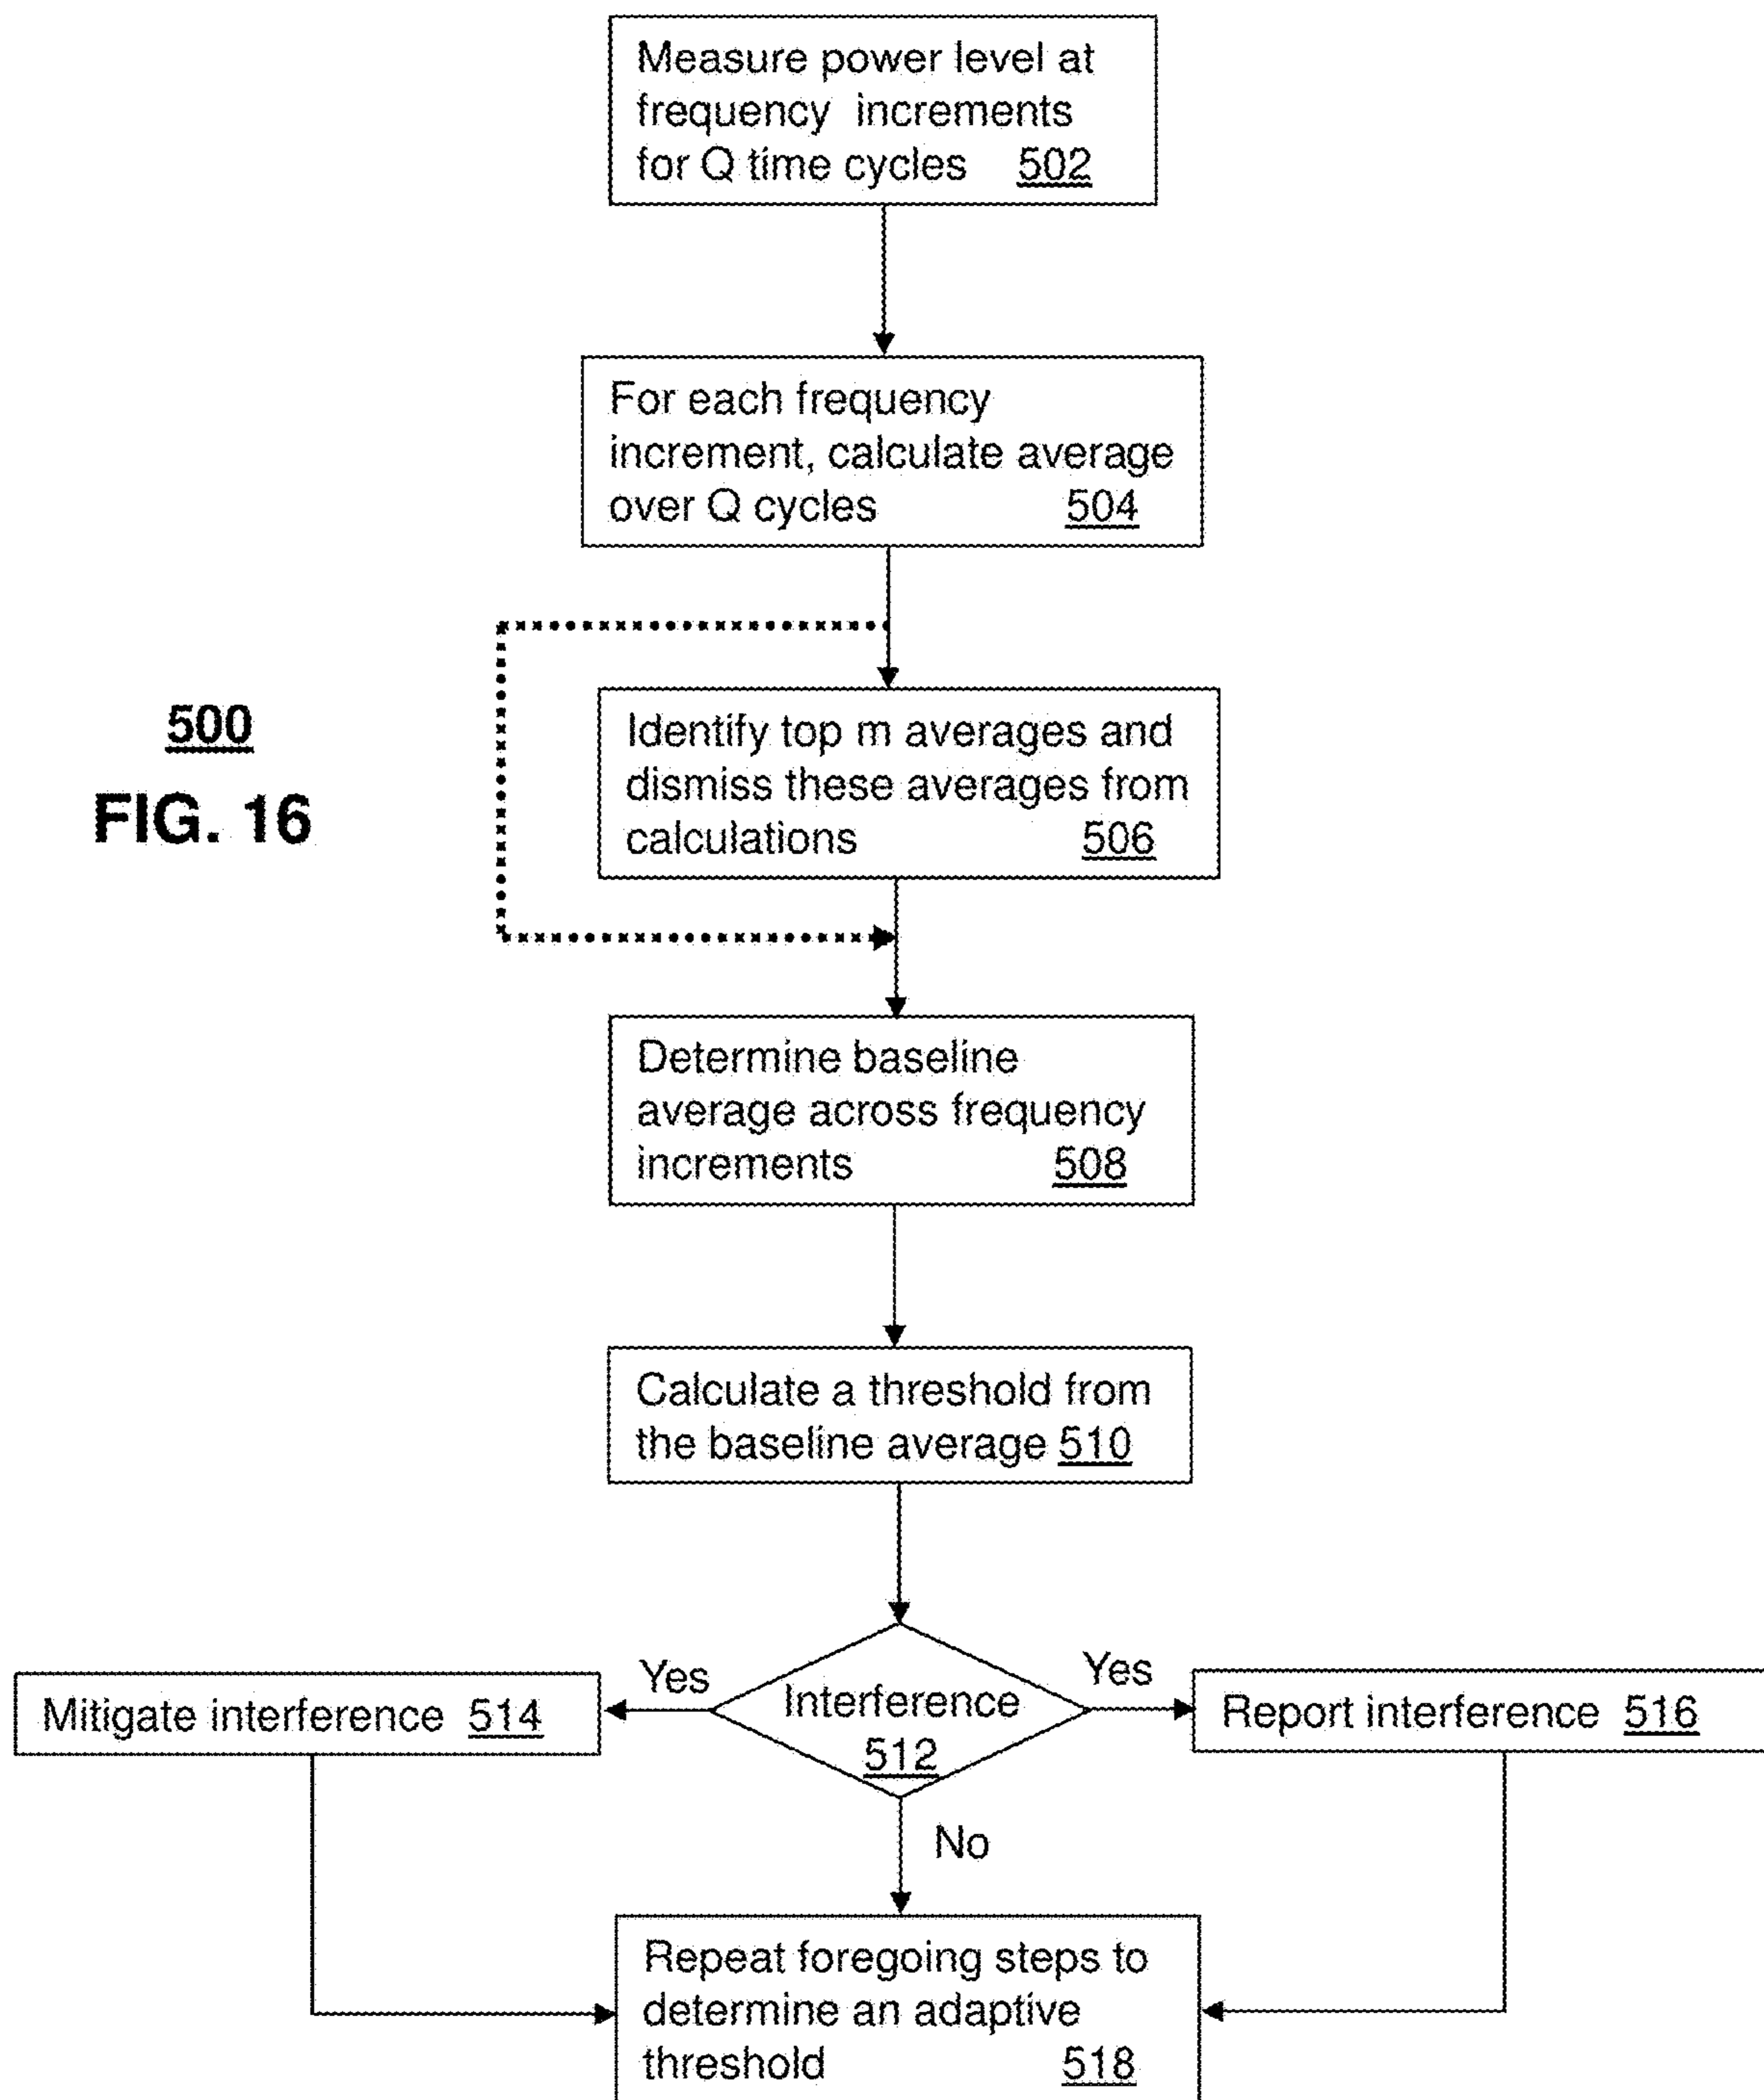 Measure power level at
frequency increments
for Q time cycles 502
For each frequency
increment, calculate average
over Q cycles 504
500
FIG. 16
Identify top m averages and
dismiss these averages from
calculations 506
Determine baseline
average across frequency
increments 508
Calculate a threshold from
the baseline average 510
Yes
Yes
Mitigate interference 514
Interference
512
Report interference 516
No
Repeat foregoing steps to
determine an adaptive
threshold 518